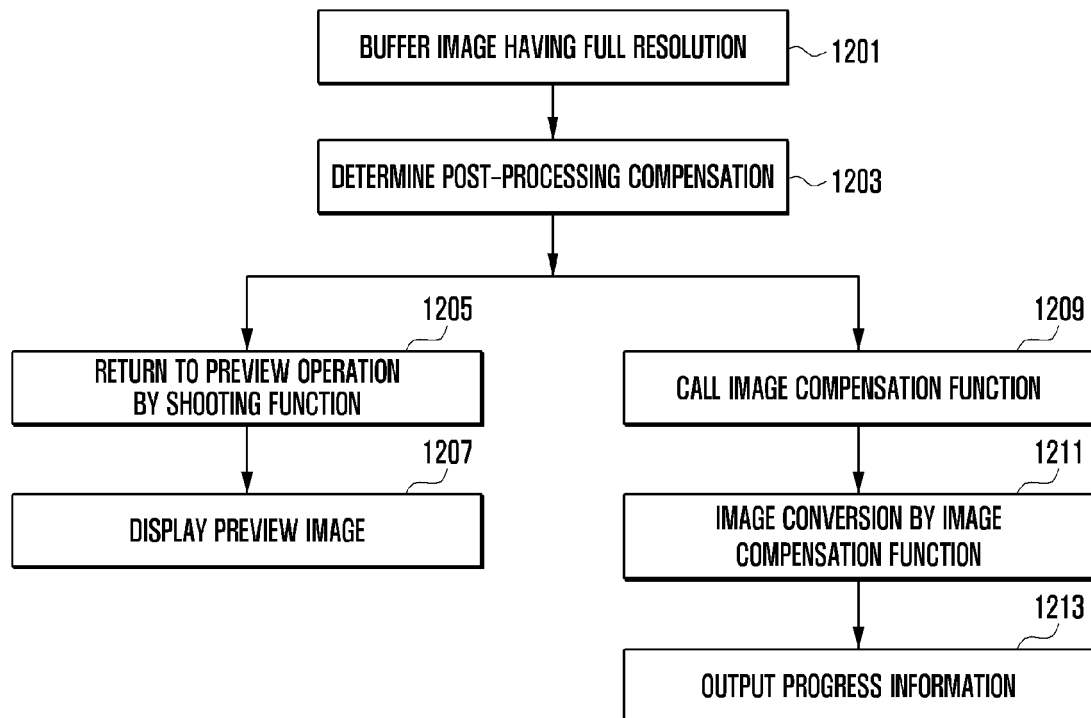 BUFFER IMAGE HAVING FULL RESOLUTION
1201
DETERMINE POST-PROCESSING COMPENSATION
1203
1205
RETURN TO PREVIEW OPERATION
BY SHOOTING FUNCTION
1207
DISPLAY PREVIEW IMAGE
1209
CALL IMAGE COMPENSATION FUNCTION
1211
IMAGE CONVERSION BY IMAGE
COMPENSATION FUNCTION
1213
OUTPUT PROGRESS INFORMATION